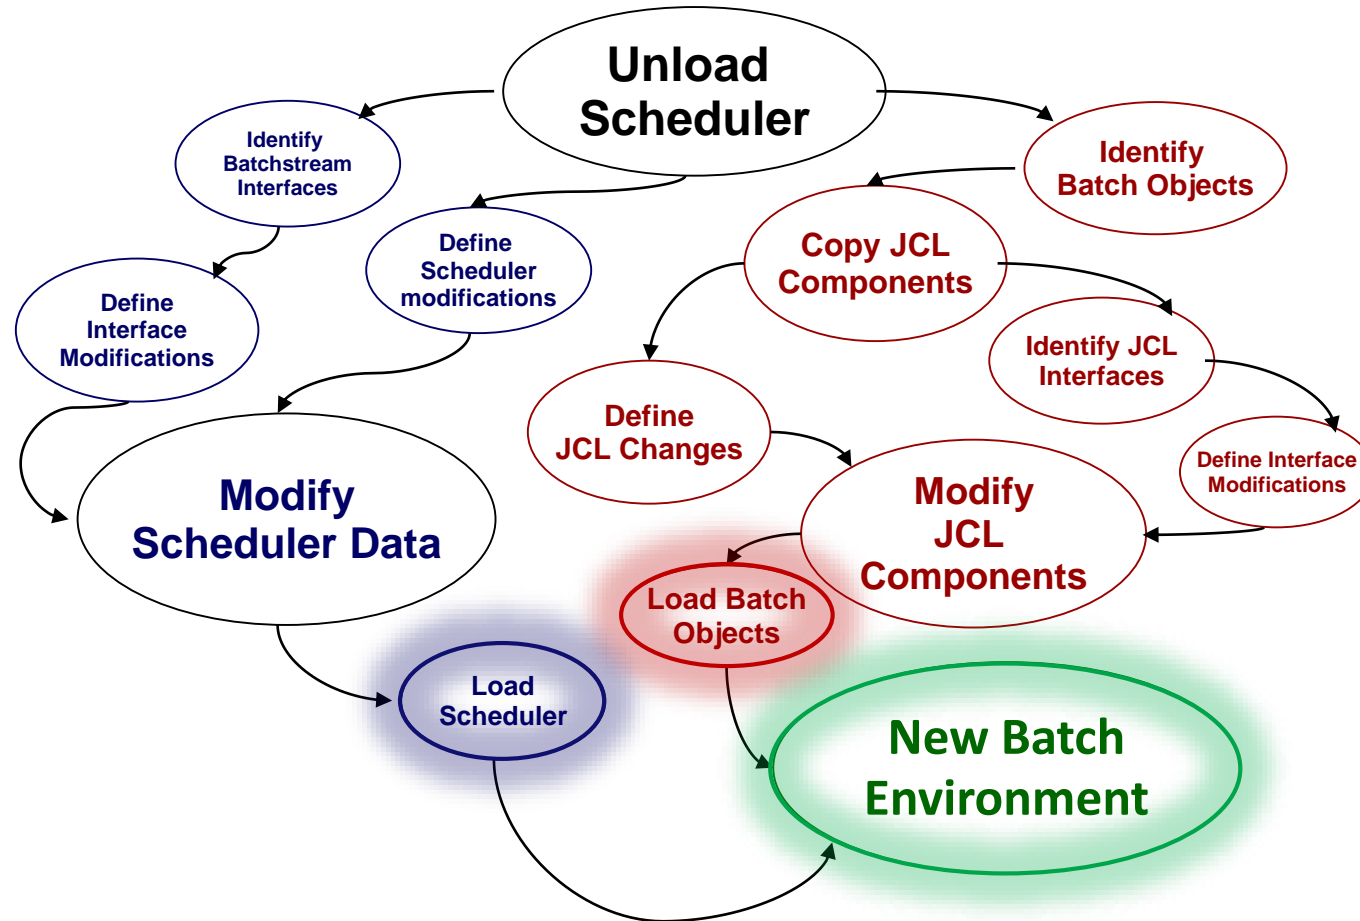 Unload
Scheduler
Identify
Batchstream
Interfaces
Identify
Batch Objects
Define
Scheduler
modifications
Copy JCL
Components
Define
Interface
Modifications
Identify JCL
Interfaces
Define
JCL Changes
Define Interface
Modifications
Modify
Scheduler Data
Modify
JCL
Components
Load Batch
Objects
Load
Scheduler
New Batch
Environment